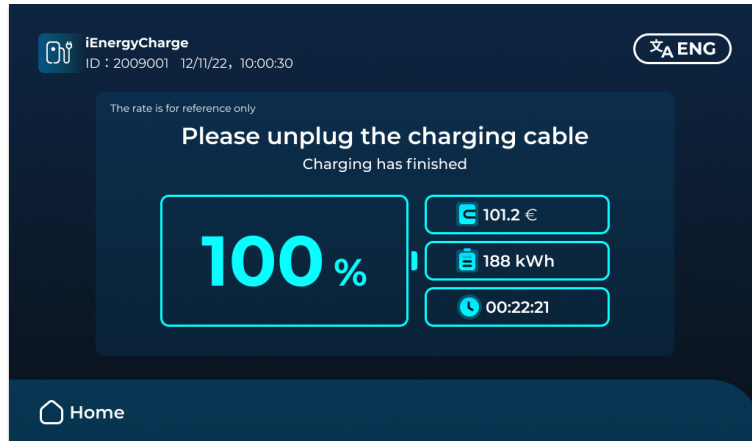 iEnergyCharge
ID：2009001 12/11/22，10:00:30
文A ENG
The rate is for reference only
Please unplug the charging cable
Charging has finished
100 %
101.2 €
188 kWh
00:22:21
Home